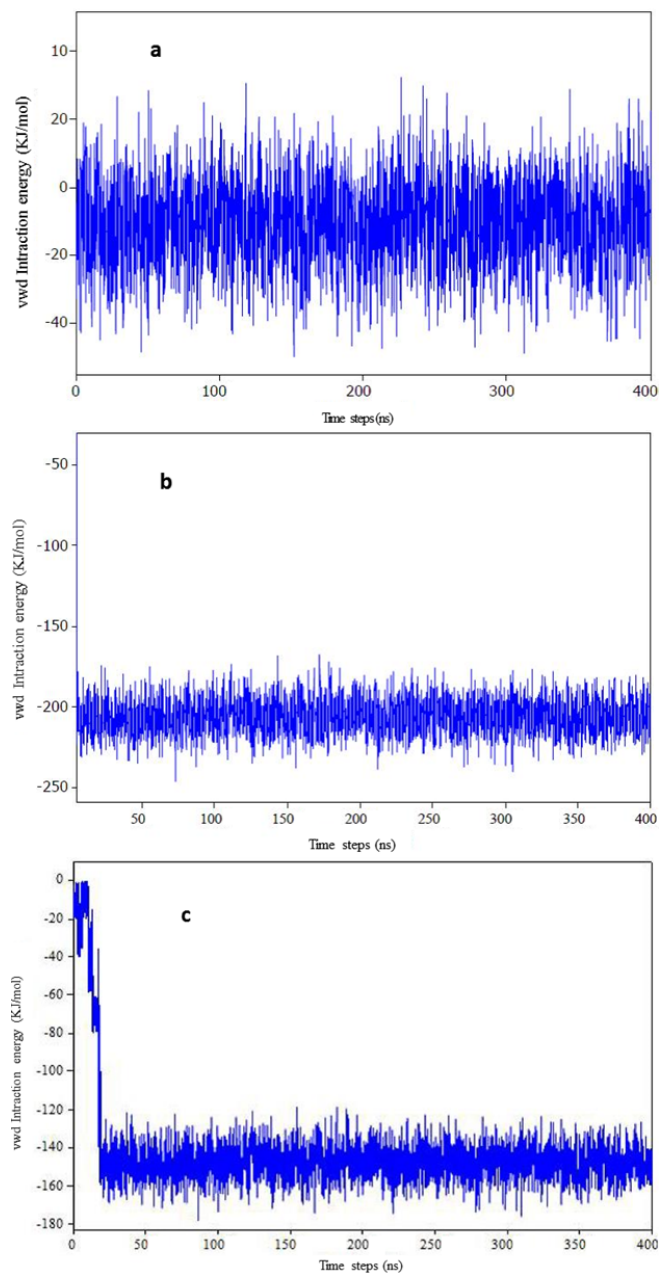 a
vwd Intraction energy (KJ/mol)
10
20
0
-20
-40
0 100 200 300 400
Time steps(ns)
b
vwd Intraction energy (KJ/mol)
-50
-100
-150
-200
-250
50 100 150 200 250 300 350 400
Time steps (ns)
c
vwd Intraction energy (KJ/mol)
0
-20
-40
-60
-80
-100
-120
-140
-160
-180
0 50 100 150 200 250 300 350 400
Time steps (ns)